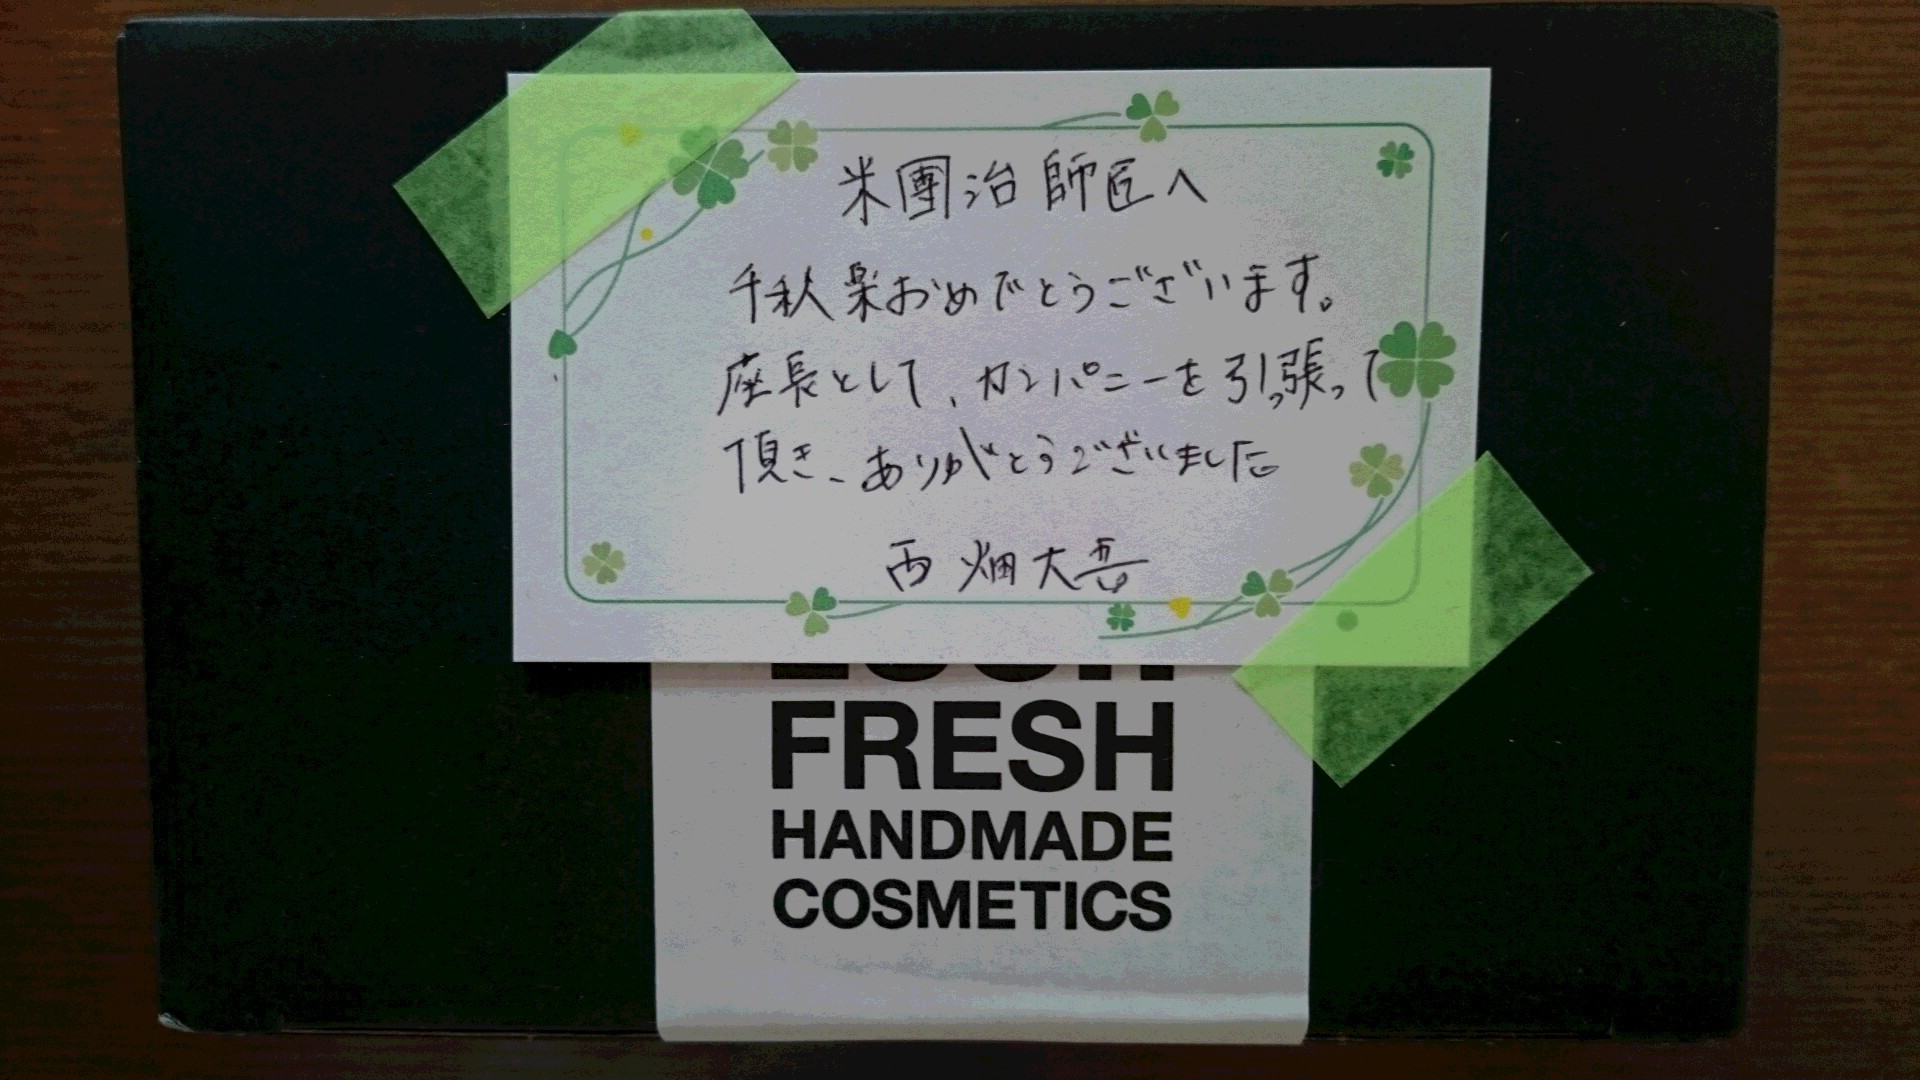 米團治師匠へ
千秋楽おめでとうございます。
座長として、カンパニーを引っ張って
頂き、ありがとうございました。
西畑大吾
FRESH
HANDMADE
COSMETICS